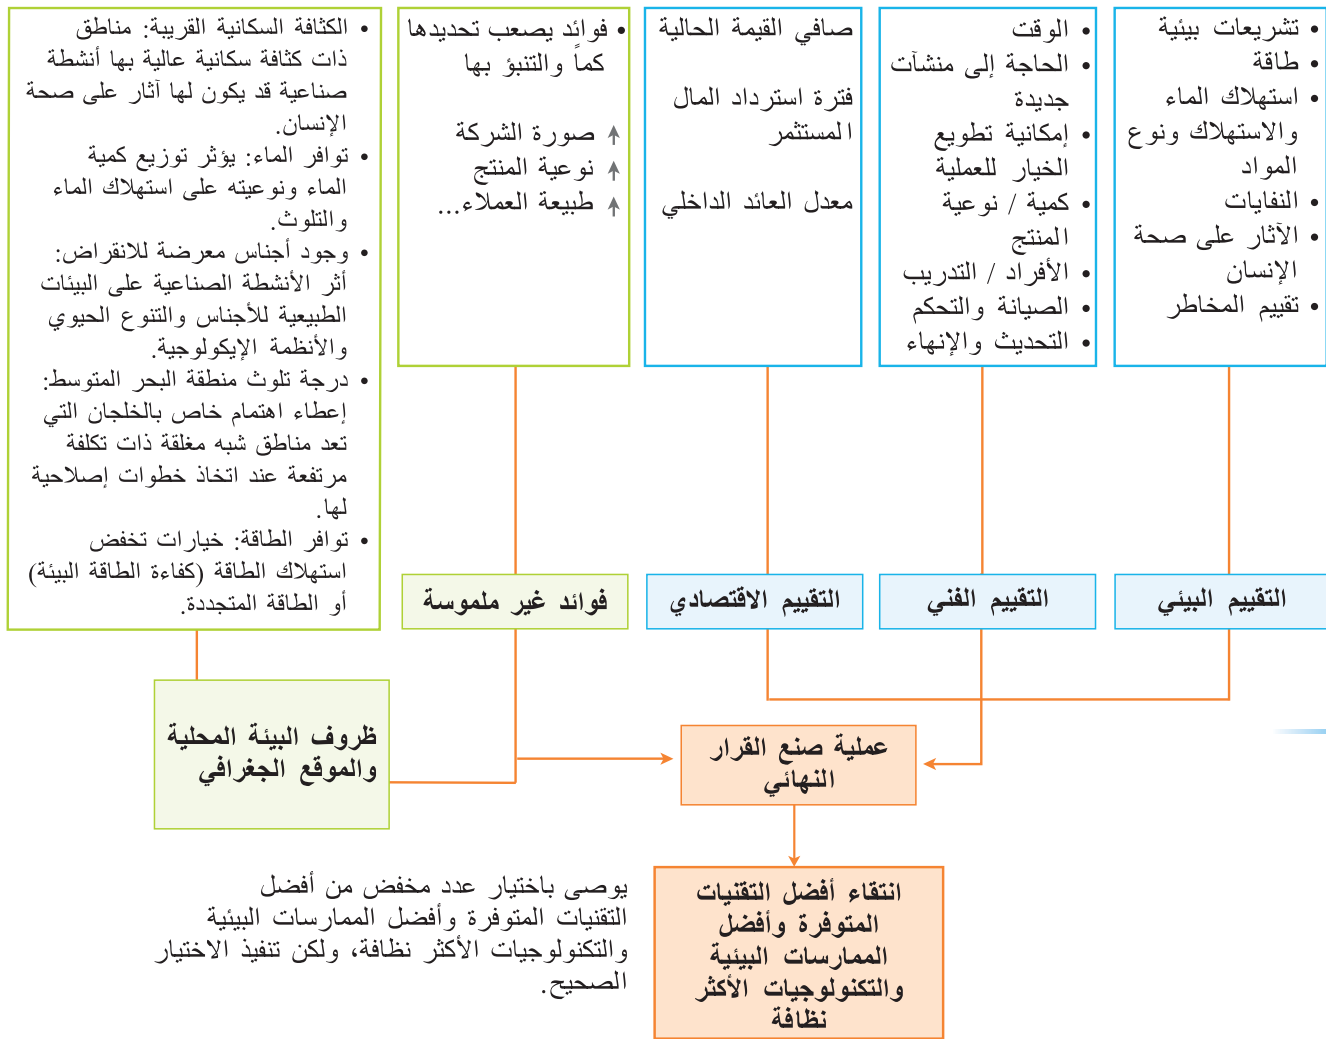 • تشريعات بيئية
• طاقة
• استهلاك الماء
والاستهلاك ونوع
المواد
• النفايات
• الآثار على صحة
الإنسان
• تقييم المخاطر
• الوقت
• الحاجة إلى منشآت
جديدة
• إمكانية تطويع
الخيار للعملية
• كمية / نوعية
المنتج
• الأفراد / التدريب
• الصيانة والتحكم
• التحديث والإنهاء
صافي القيمة الحالية
فترة استرداد المال
المستثمر
معدل العائد الداخلي
• فوائد يصعب تحديدها
كماً والتنبؤ بها
↑ صورة الشركة
↑ نوعية المنتج
↑ طبيعة العملاء...
• الكثافة السكانية القريبة: مناطق
ذات كثافة سكانية عالية بها أنشطة
صناعية قد يكون لها آثار على صحة
الإنسان.
• توافر الماء: يؤثر توزيع كمية
الماء ونوعيته على استهلاك الماء
والتلوث.
• وجود أجناس معرضة للانقراض:
أثر الأنشطة الصناعية على البيئات
الطبيعية للأجناس والتنوع الحيوي
والأنظمة الإيكولوجية.
• درجة تلوث منطقة البحر المتوسط:
إعطاء اهتمام خاص بالخلجان التي
تعد مناطق شبه مغلقة ذات تكلفة
مرتفعة عند اتخاذ خطوات إصلاحية
لها.
• توافر الطاقة: خيارات تخفض
استهلاك الطاقة (كفاءة الطاقة البيئة)
أو الطاقة المتجددة.
التقييم البيئي
التقييم الفني
التقييم الاقتصادي
فوائد غير ملموسة
ظروف البيئة المحلية
والموقع الجغرافي
عملية صنع القرار
النهائي
انتقاء أفضل التقنيات
المتوفرة وأفضل
الممارسات البيئية
والتكنولوجيات الأكثر
نظافة
يوصى باختيار عدد مخفض من أفضل
التقنيات المتوفرة وأفضل الممارسات البيئية
والتكنولوجيات الأكثر نظافة، ولكن تنفيذ الاختيار
الصحيح.